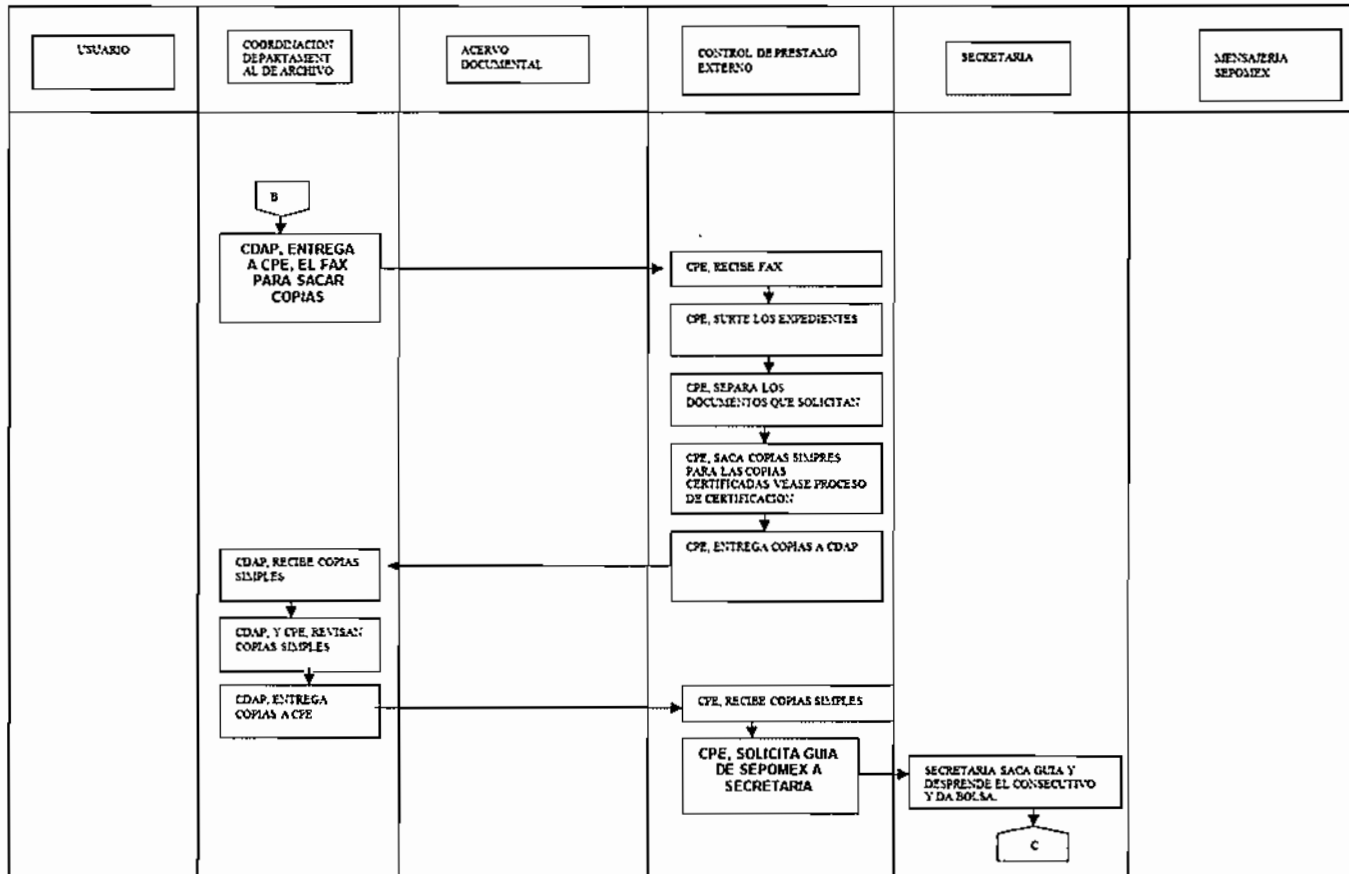 USUARIO
COORDINACION
DEPARTAMENT
AL DE ARCHIVO
ACERVO
DOCUMENTAL
CONTROL DE PRESTAMO
EXTERNO
SECRETARIA
MENSAJERIA
SEPOMEX
B
CDAP, ENTREGA
A CPE, EL FAX
PARA SACAR
COPIAS
CPE, RECISE FAX
CPE, SURTE LOS EXPEDIENTES
CPE, SEPARA LOS
DOCUMENTOS QUE SOLICITAN
CPE, SACA COPIAS SIMPRES
PARA LAS COPIAS
CERTIFICADAS VÉASE PROCESO
DE CERTIFICACION
CPE, ENTREGA COPIAS A CDAP
CDAP, RECIBE COPIAS
SIMPLES
CDAP, Y CPE, REVISAN
COPIAS SIMPLES
CDAP, ENTREGA
COPIAS A CPE
CPE, RECIBE COPIAS SIMPLES
CPE, SOLICITA GUIA
DE SEPOMEX A
SECRETARIA
SECRETARIA SACA GUIA Y
DESPRENDE EL CONSECUTIVO
Y DA BOLSA.
C